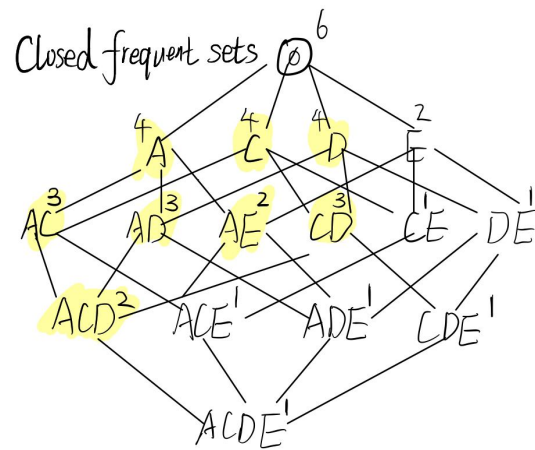 Closed frequent sets ∅ 6
4 A 4 C 4 D 2 E
AC 3 AD 3 AE 2 CD 3 CE 1 DE 1
ACD 2 ACE 1 ADE 1 CDE 1
ACDE 1